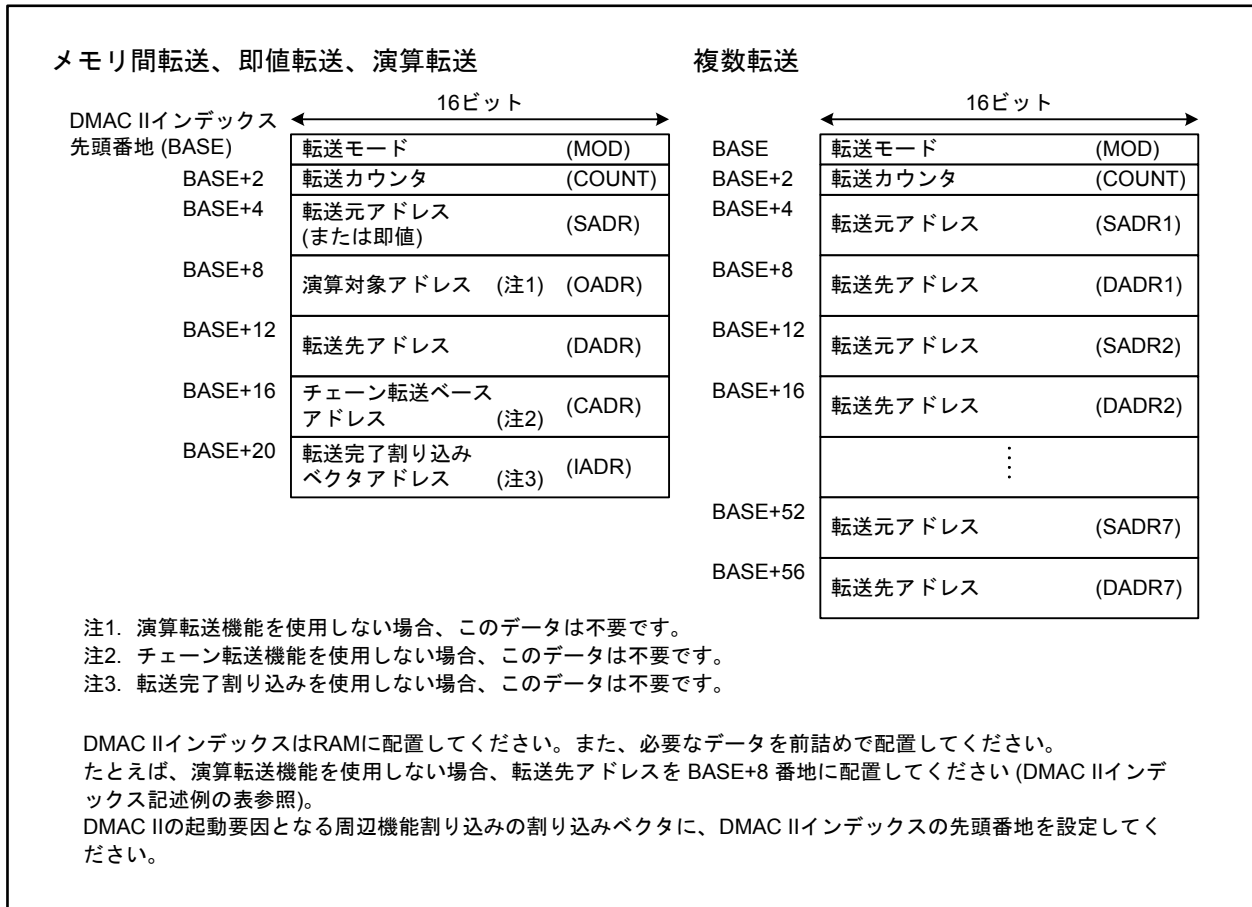 メモリ間転送、即値転送、演算転送
16ビット
DMAC IIインデックス
先頭番地 (BASE)
転送モード (MOD)
BASE+2 転送カウンタ (COUNT)
BASE+4 転送元アドレス
(または即値) (SADR)
BASE+8 演算対象アドレス (注1) (OADR)
BASE+12 転送先アドレス (DADR)
BASE+16 チェーン転送ベース
アドレス (注2) (CADR)
BASE+20 転送完了割り込み
ベクタアドレス (注3) (IADR)
複数転送
16ビット
BASE 転送モード (MOD)
BASE+2 転送カウンタ (COUNT)
BASE+4 転送元アドレス (SADR1)
BASE+8 転送先アドレス (DADR1)
BASE+12 転送元アドレス (SADR2)
BASE+16 転送先アドレス (DADR2)
BASE+52 転送元アドレス (SADR7)
BASE+56 転送先アドレス (DADR7)
注1. 演算転送機能を使用しない場合、このデータは不要です。
注2. チェーン転送機能を使用しない場合、このデータは不要です。
注3. 転送完了割り込みを使用しない場合、このデータは不要です。
DMAC IIインデックスはRAMに配置してください。また、必要なデータを前詰めで配置してください。
たとえば、演算転送機能を使用しない場合、転送先アドレスを BASE+8 番地に配置してください (DMAC IIインデ
ックス記述例の表参照)。
DMAC IIの起動要因となる周辺機能割り込みの割り込みベクタに、DMAC IIインデックスの先頭番地を設定してく
ださい。